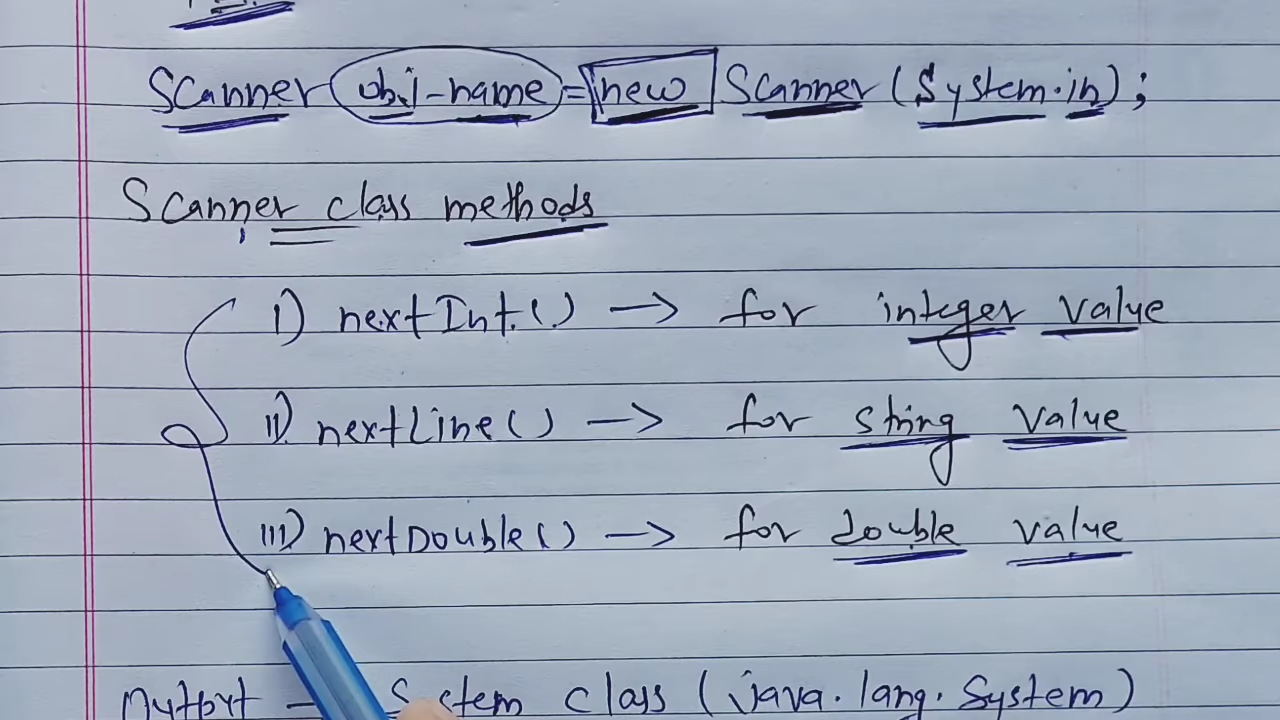 Scanner obj-name = new Scanner (System.in);
Scanner class methods
i) nextInt() → for integer value
ii) nextLine() → for string value
iii) nextDouble() → for double value
System class (java.lang.System)